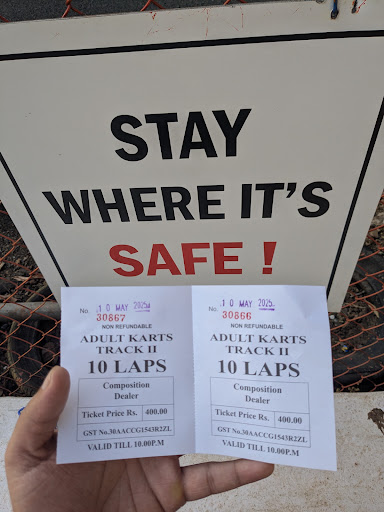 STAY
WHERE IT'S
SAFE !
No. 10 MAY 2025
30867
NON REFUNDABLE
ADULT KARTS
TRACK II
10 LAPS
Composition
Dealer
Ticket Price Rs. 400.00
GST No.30AACCG1543R2ZL
VALID TILL 10.00P.M
No. 10 MAY 2025
30866
NON REFUNDABLE
ADULT KARTS
TRACK II
10 LAPS
Composition
Dealer
Ticket Price Rs. 400.00
GST No.30AACCG1543R2ZL
VALID TILL 10.00P.M